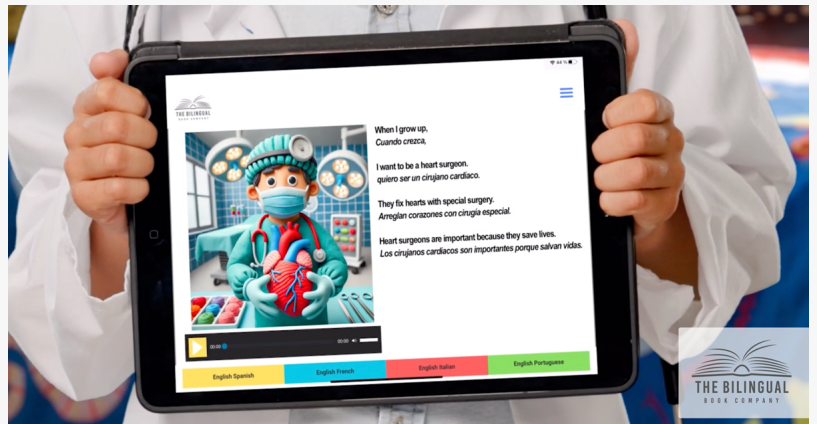 44 %
THE BILINGUAL
BOOK COMPANY
When I grow up,
Cuando crezca,
I want to be a heart surgeon.
quiero ser un cirujano cardíaco.
They fix hearts with special surgery.
Arreglan corazones con cirugía especial.
Heart surgeons are important because they save lives.
Los cirujanos cardíacos son importantes porque salvan vidas.
00:00
00:00
English Spanish
English French
English Italian
English Portuguese
THE BILINGUAL
BOOK COMPANY